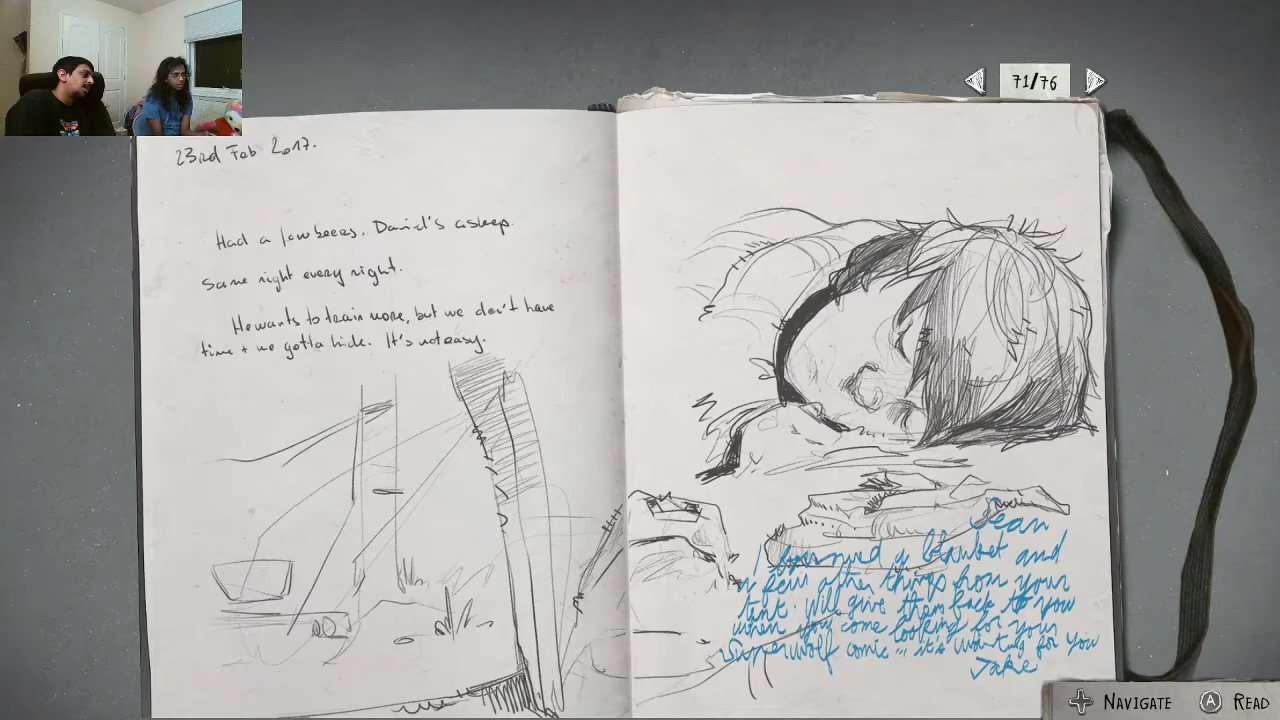 71/76
23rd Feb 2017.
Had a few beers. Daniel's asleep.
Same night every night.
He wants to train more, but we don't have
time + we gotta hide. It's not easy.
Sean
I borrowed a blanket and
a few other things from your
tent. Will give them back to you
when you come looking for your
Superwolf comic... it's waiting for you
Jake
NAVIGATE
A READ